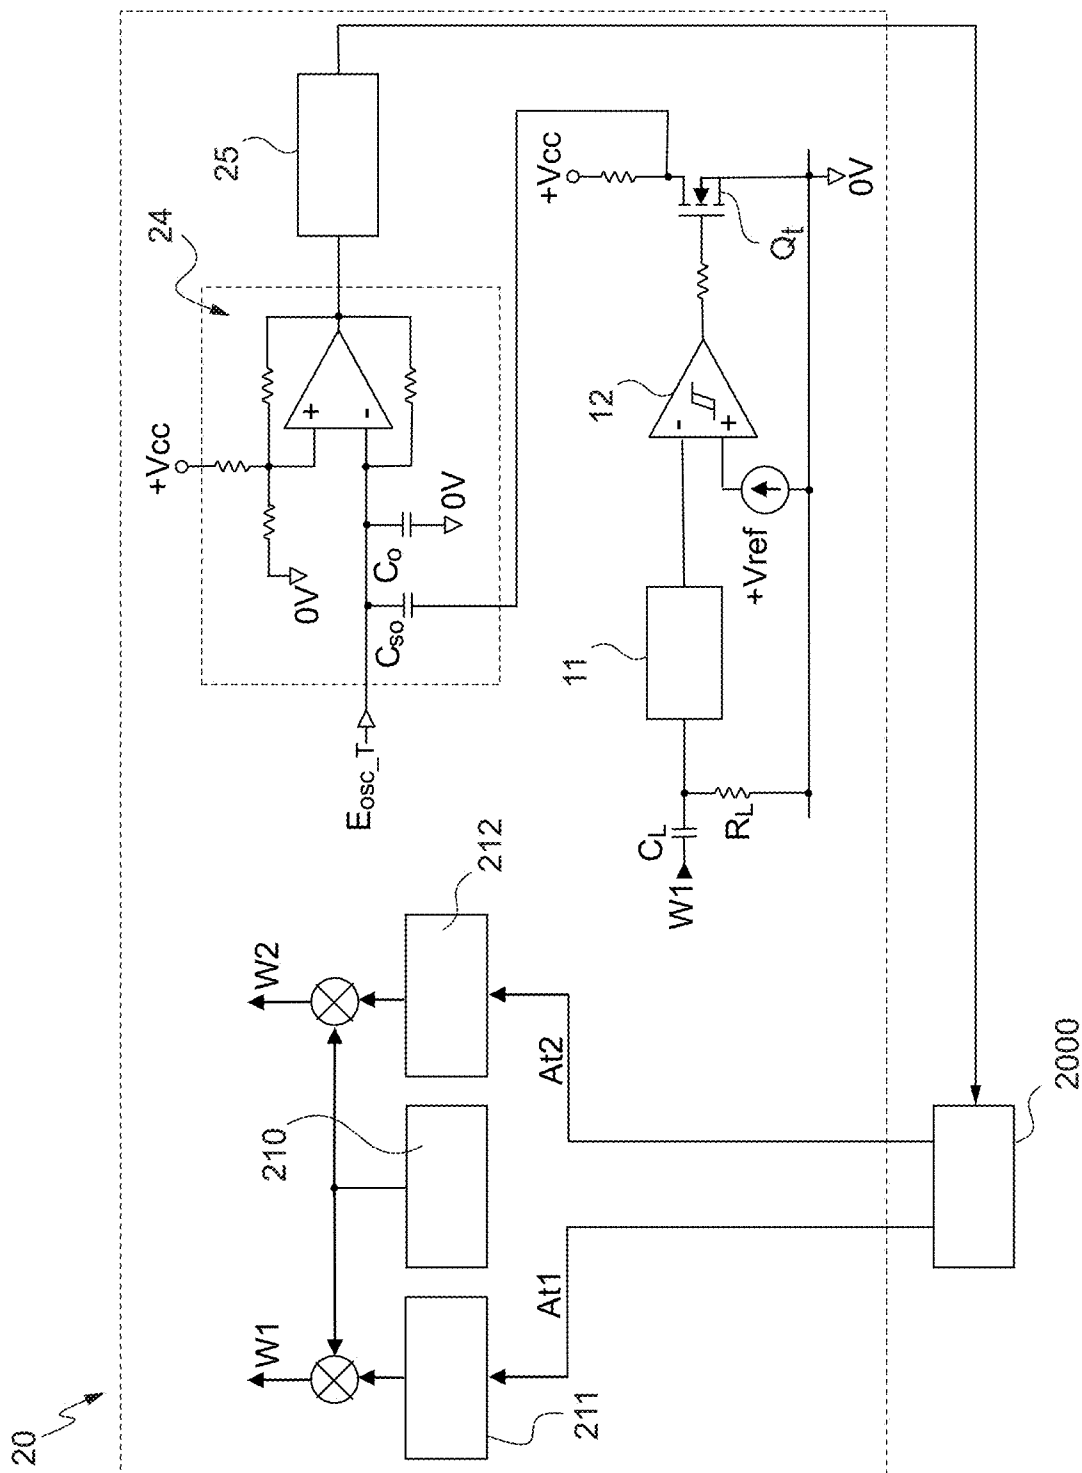 20
W1
211
At1
210
W2
212
At2
2000
Eosc_T
Cso
Co
0V
0V
+Vcc
+
-
24
25
W1
CL
RL
11
+Vref
12
-
+
+Vcc
Qt
0V